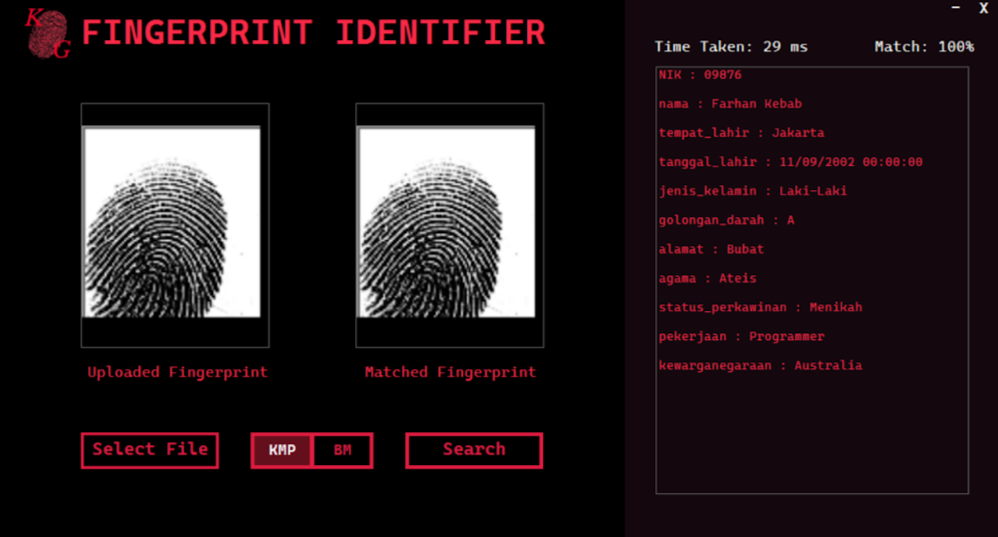 K
G
FINGERPRINT IDENTIFIER
Uploaded Fingerprint
Matched Fingerprint
Select File
KMP
BM
Search
- X
Time Taken: 29 ms
Match: 100%
NIK : 09876
nama : Farhan Kebab
tempat_lahir : Jakarta
tanggal_lahir : 11/09/2002 00:00:00
jenis_kelamin : Laki-Laki
golongan_darah : A
alamat : Bubat
agama : Ateis
status_perkawinan : Menikah
pekerjaan : Programmer
kewarganegaraan : Australia